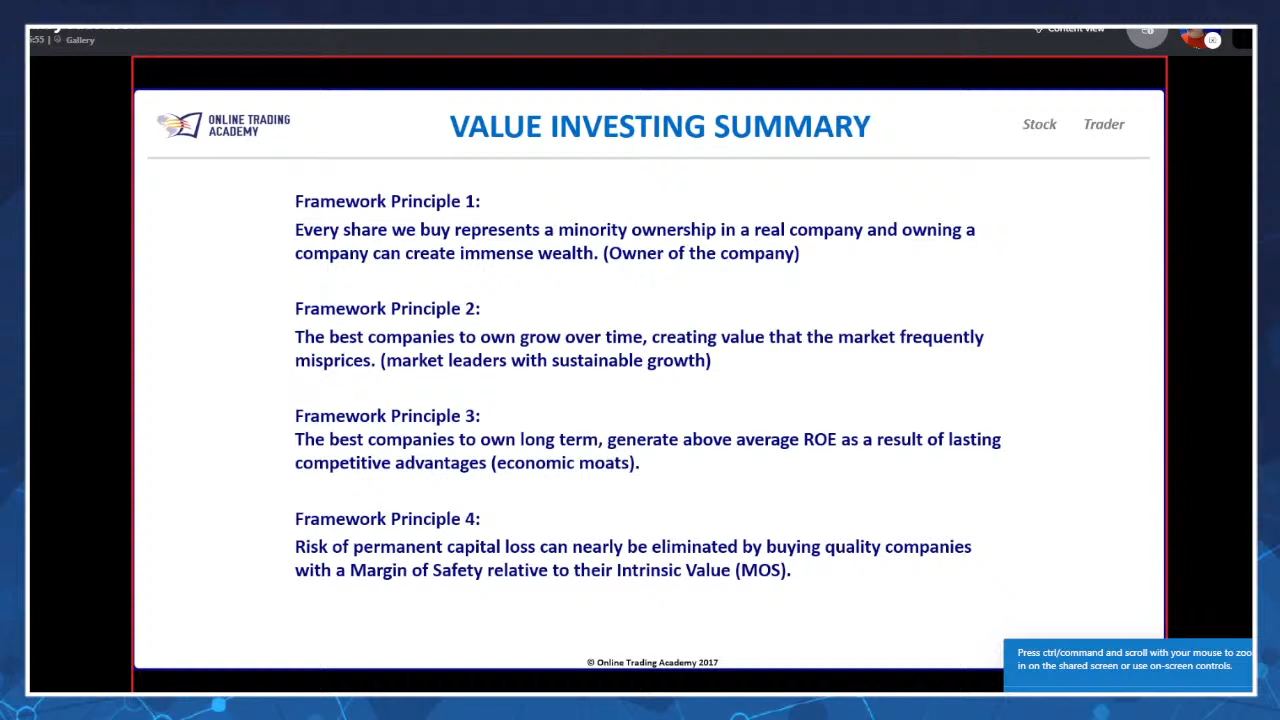 Gallery
ONLINE TRADING
ACADEMY
VALUE INVESTING SUMMARY
Stock Trader
Framework Principle 1:
Every share we buy represents a minority ownership in a real company and owning a
company can create immense wealth. (Owner of the company)
Framework Principle 2:
The best companies to own grow over time, creating value that the market frequently
misprices. (market leaders with sustainable growth)
Framework Principle 3:
The best companies to own long term, generate above average ROE as a result of lasting
competitive advantages (economic moats).
Framework Principle 4:
Risk of permanent capital loss can nearly be eliminated by buying quality companies
with a Margin of Safety relative to their Intrinsic Value (MOS).
© Online Trading Academy 2017
Press ctrl/command and scroll with your mouse to zoo
in on the shared screen or use on-screen controls.